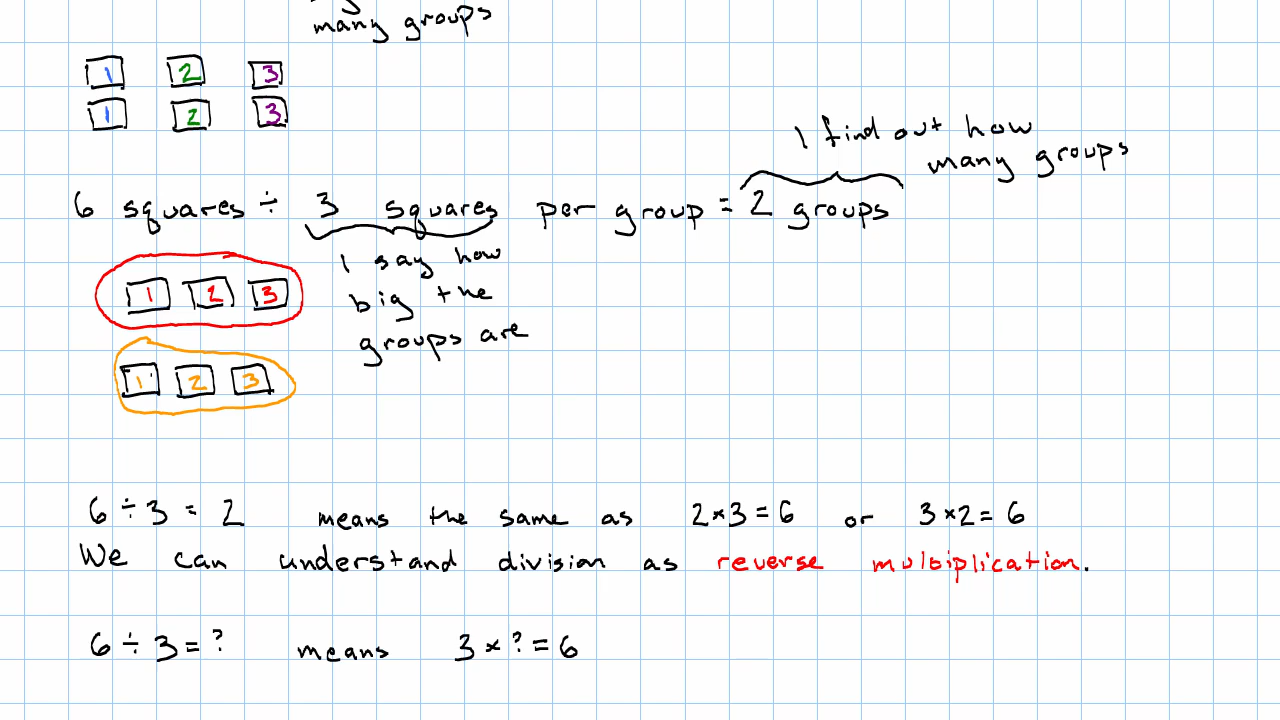 many groups
1 2 3
1 2 3
I find out how
many groups
6 squares ÷ 3 squares per group = 2 groups
I say how
big the
groups are
1 2 3
1 2 3
6 ÷ 3 = 2 means the same as 2 × 3 = 6 or 3 × 2 = 6
We can understand division as reverse multiplication.
6 ÷ 3 = ? means 3 × ? = 6